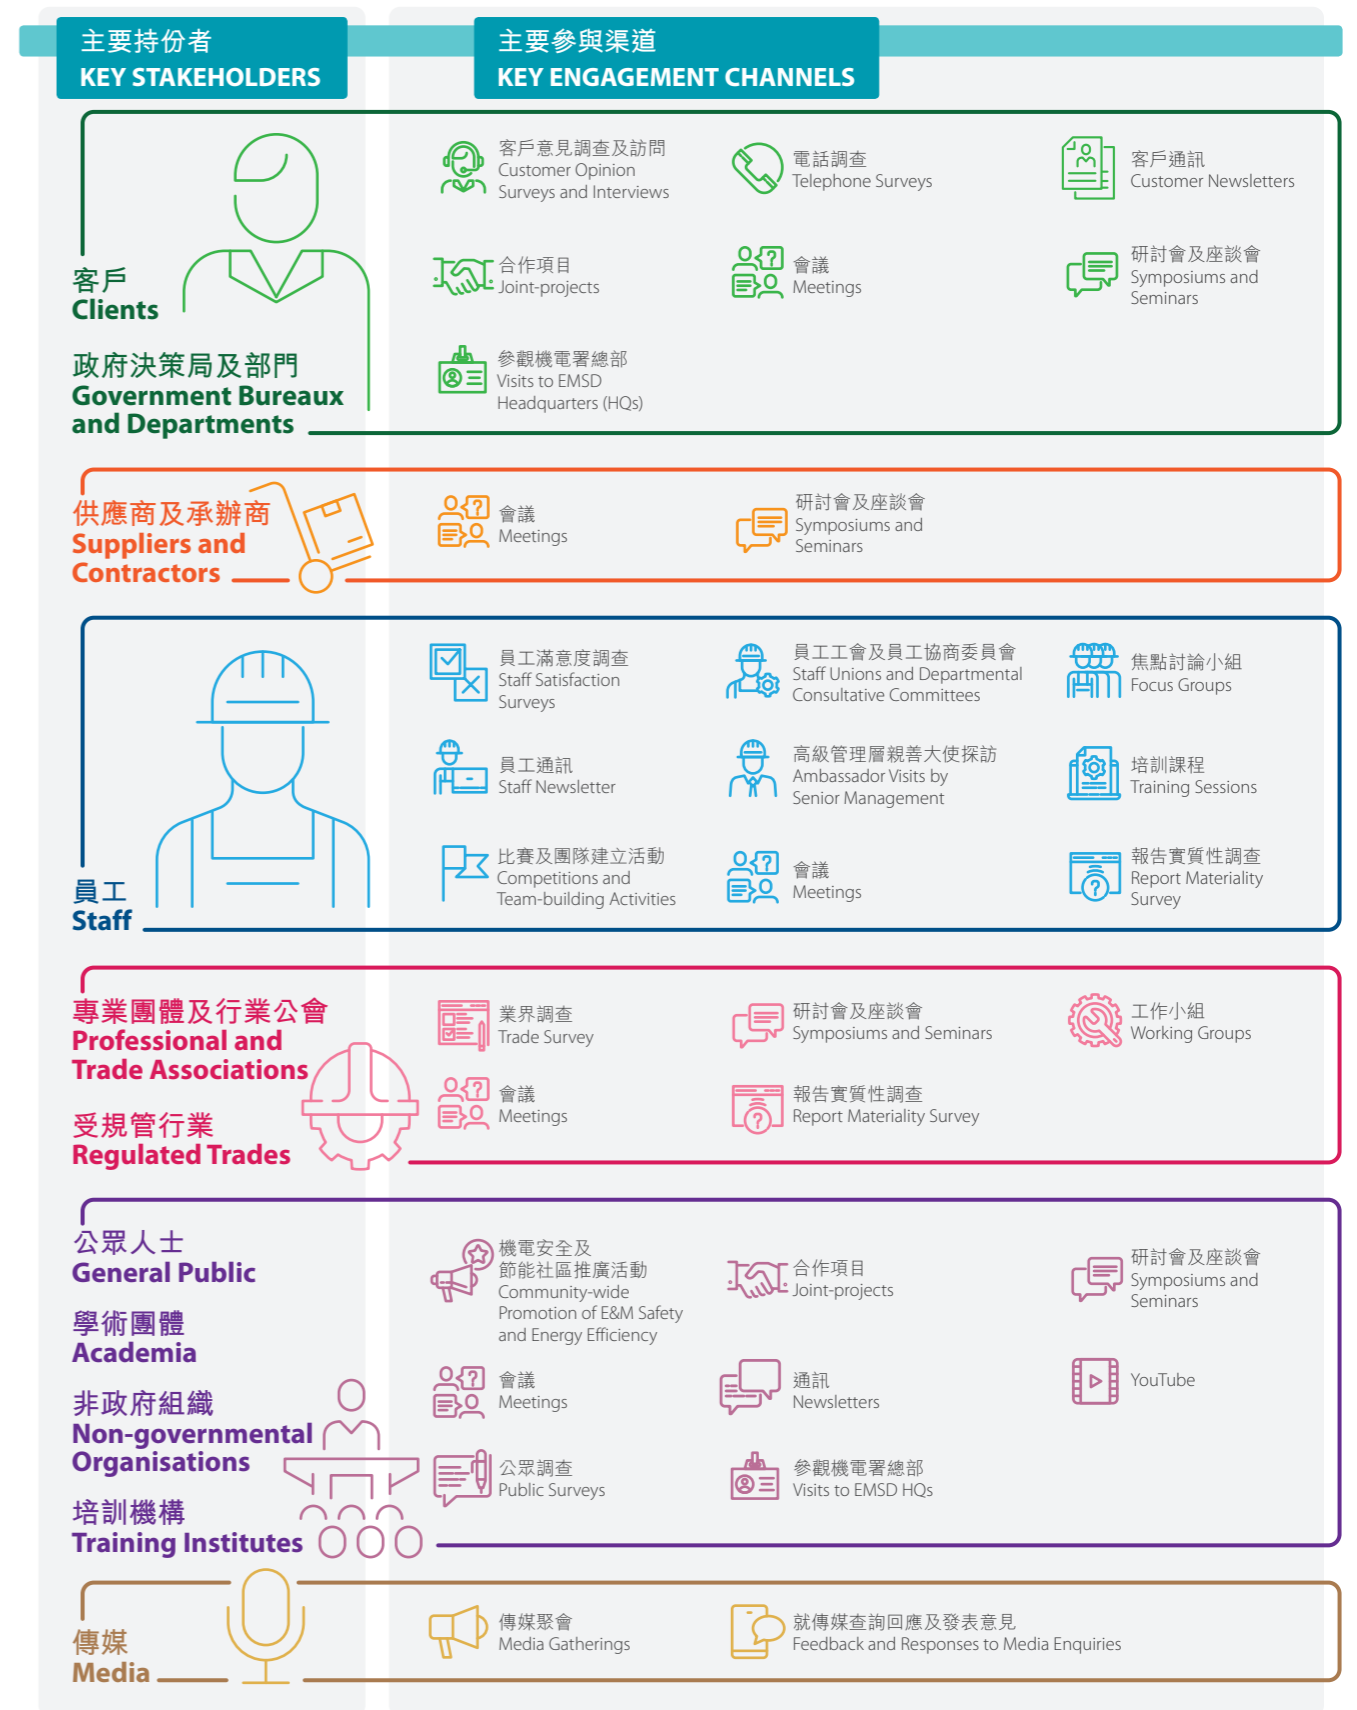 主要持份者
KEY STAKEHOLDERS
主要參與渠道
KEY ENGAGEMENT CHANNELS
客戶
Clients
政府決策局及部門
Government Bureaux
and Departments
客戶意見調查及訪問
Customer Opinion
Surveys and Interviews
電話調查
Telephone Surveys
客戶通訊
Customer Newsletters
合作項目
Joint-projects
會議
Meetings
研討會及座談會
Symposiums and
Seminars
參觀機電署總部
Visits to EMSD
Headquarters (HQs)
供應商及承辦商
Suppliers and
Contractors
會議
Meetings
研討會及座談會
Symposiums and
Seminars
員工
Staff
員工滿意度調查
Staff Satisfaction
Surveys
員工工會及員工協商委員會
Staff Unions and Departmental
Consultative Committees
焦點討論小組
Focus Groups
員工通訊
Staff Newsletter
高級管理層親善大使探訪
Ambassador Visits by
Senior Management
培訓課程
Training Sessions
比賽及團隊建立活動
Competitions and
Team-building Activities
會議
Meetings
報告實質性調查
Report Materiality
Survey
專業團體及行業公會
Professional and
Trade Associations
受規管行業
Regulated Trades
業界調查
Trade Survey
研討會及座談會
Symposiums and Seminars
工作小組
Working Groups
會議
Meetings
報告實質性調查
Report Materiality Survey
公眾人士
General Public
學術團體
Academia
非政府組織
Non-governmental
Organisations
培訓機構
Training Institutes
機電安全及
節能社區推廣活動
Community-wide
Promotion of E&M Safety
and Energy Efficiency
合作項目
Joint-projects
研討會及座談會
Symposiums and
Seminars
會議
Meetings
通訊
Newsletters
YouTube
公眾調查
Public Surveys
參觀機電署總部
Visits to EMSD HQs
傳媒
Media
傳媒聚會
Media Gatherings
就傳媒查詢回應及發表意見
Feedback and Responses to Media Enquiries